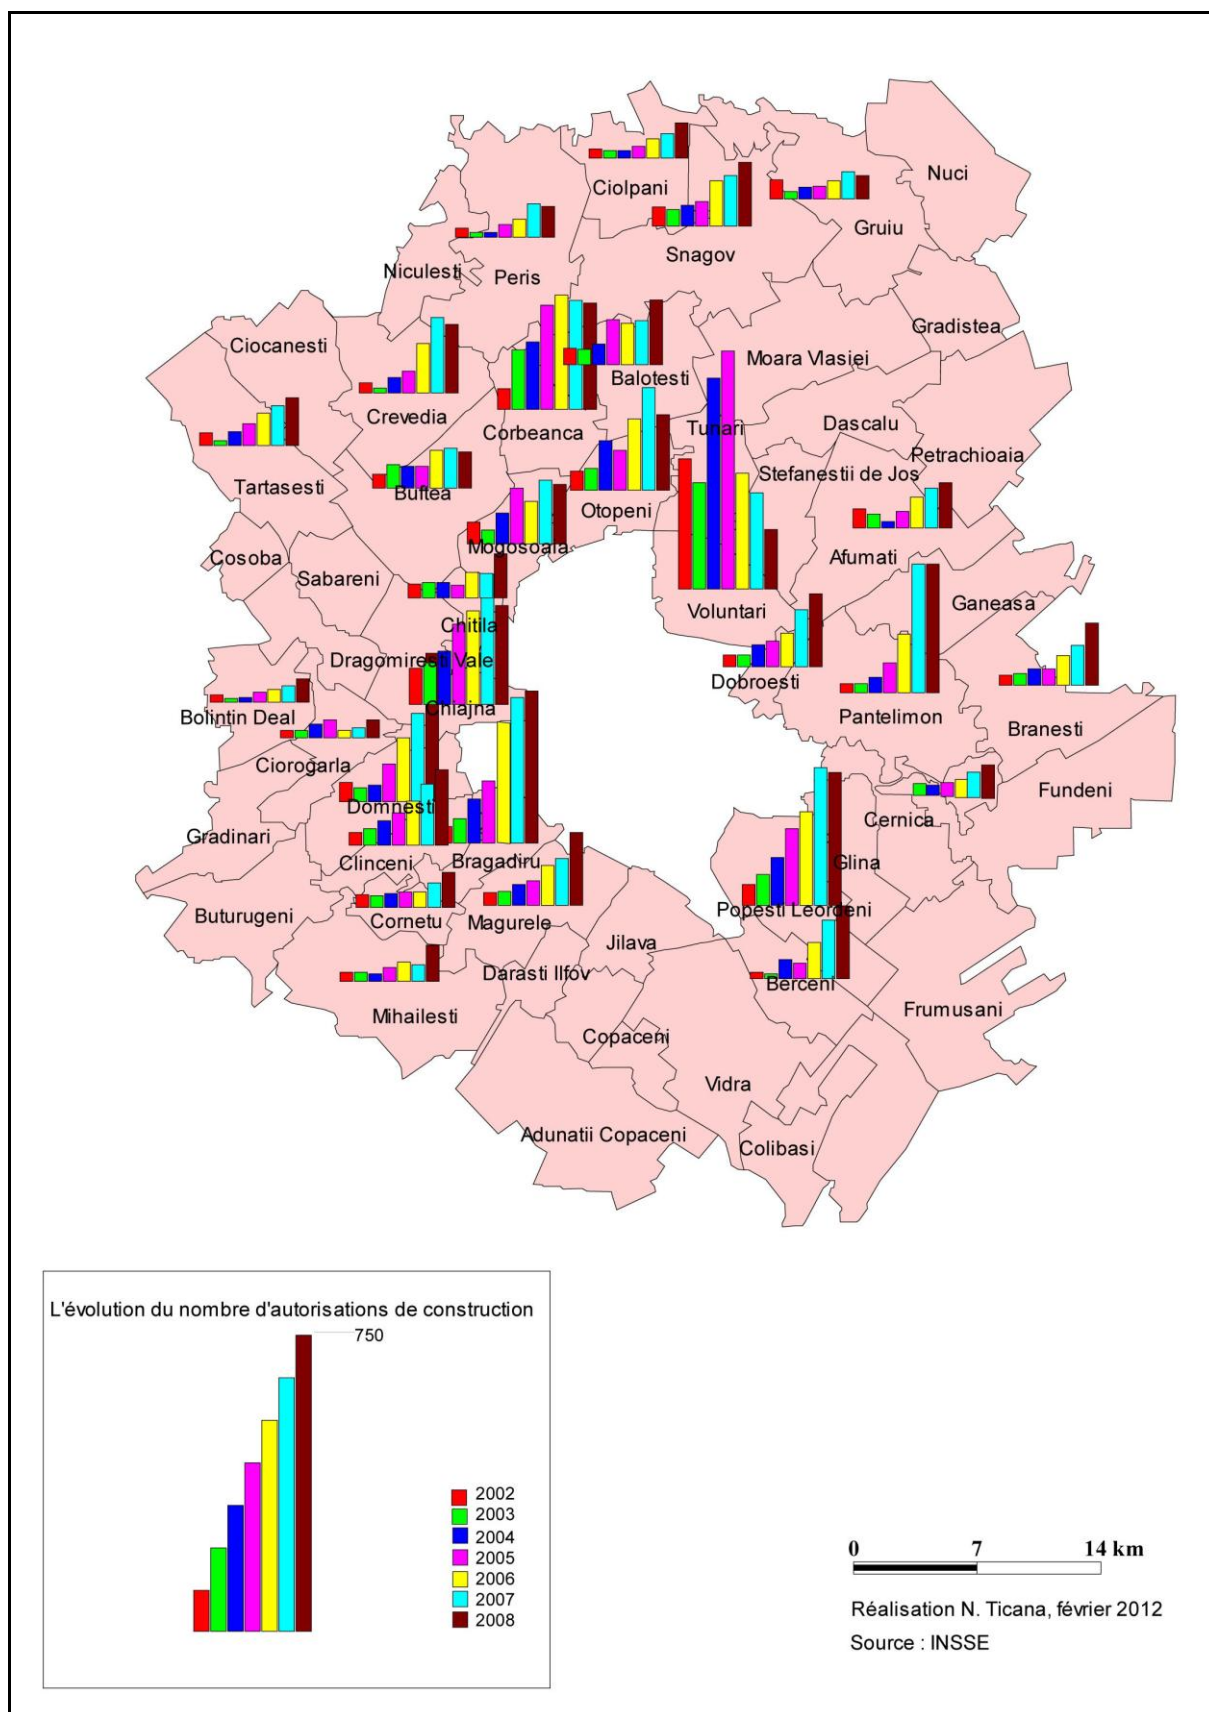 Nuci
Ciolpani
Gruiu
Snagov
Niculesti
Peris
Gradistea
Ciocanesti
Moara Vlasiei
Balotesti
Crevedia
Dascalu
Tunari
Corbeanca
Petrachioaia
Stefanestii de Jos
Tartasesti
Buftea
Otopeni
Mogosoaia
Cosoba
Afumati
Sabareni
Ganeasa
Voluntari
Chitila
Dragomiresti Vale
Dobroesti
Chiajna
Bolintin Deal
Pantelimon
Branesti
Ciorogarla
Fundeni
Domnesti
Cernica
Gradinari
Clinceni
Bragadiru
Glina
Buturugeni
Cornetu
Magurele
Popesti Leordeni
Jilava
Darasti Ilfov
Berceni
Mihailesti
Frumusani
Copaceni
Vidra
Adunatii Copaceni
Colibasi
L'évolution du nombre d'autorisations de construction
750
2002
2003
2004
2005
2006
2007
2008
0 7 14 km
Réalisation N. Ticana, février 2012
Source : INSSE